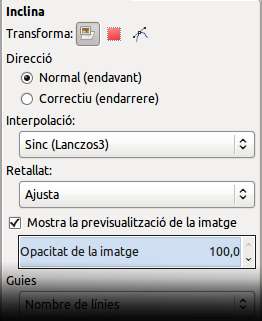 Inclina
Transforma:
Direcció
Normal (endavant)
Correctiu (endarrere)
Interpolació:
Sinc (Lanczos3)
Retallat:
Ajusta
Mostra la previsualització de la imatge
Opacitat de la imatge 100,0
Guies
Nombre de línies